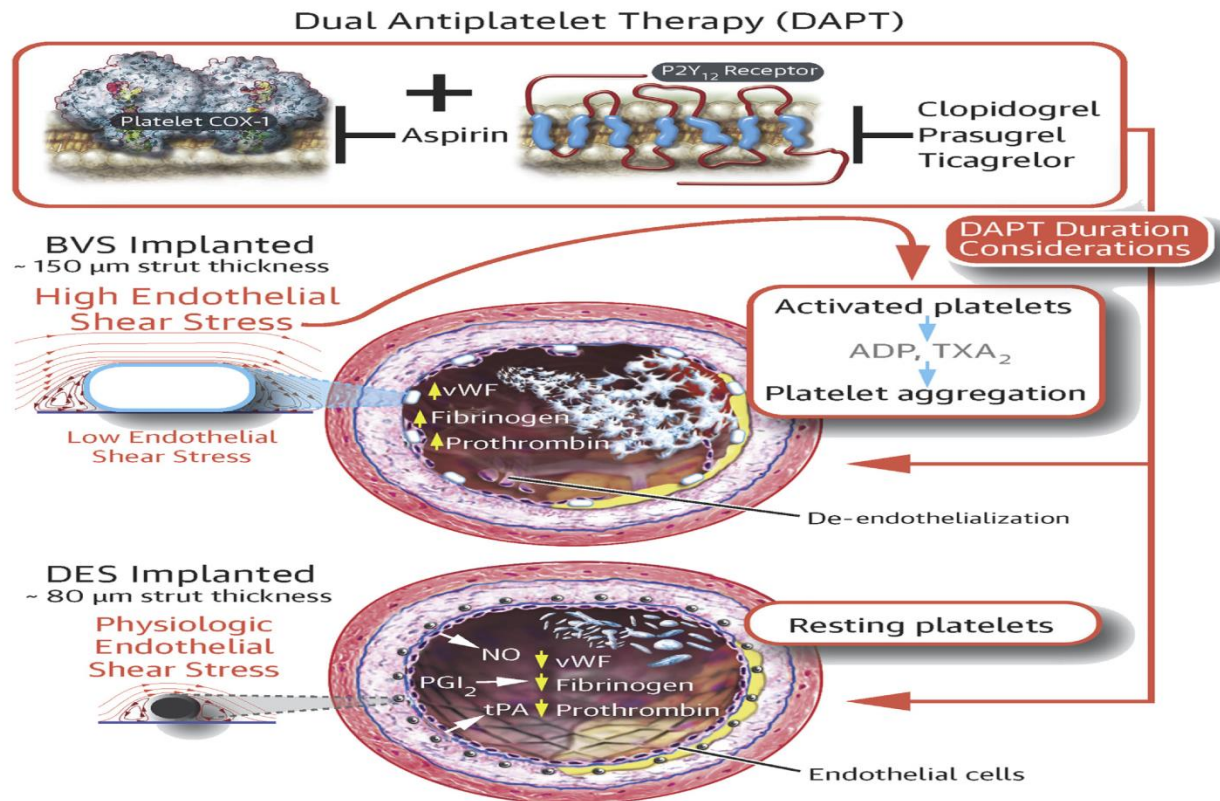 Dual Antiplatelet Therapy (DAPT)
Platelet COX-1
+
Aspirin
P2Y₁₂ Receptor
Clopidogrel
Prasugrel
Ticagrelor
DAPT Duration
Considerations
BVS Implanted
~ 150 µm strut thickness
High Endothelial
Shear Stress
Low Endothelial
Shear Stress
vWF
Fibrinogen
Prothrombin
Activated platelets
ADP, TXA₂
Platelet aggregation
De-endothelialization
DES Implanted
~ 80 µm strut thickness
Physiologic
Endothelial
Shear Stress
NO
PGI₂
tPA
vWF
Fibrinogen
Prothrombin
Resting platelets
Endothelial cells